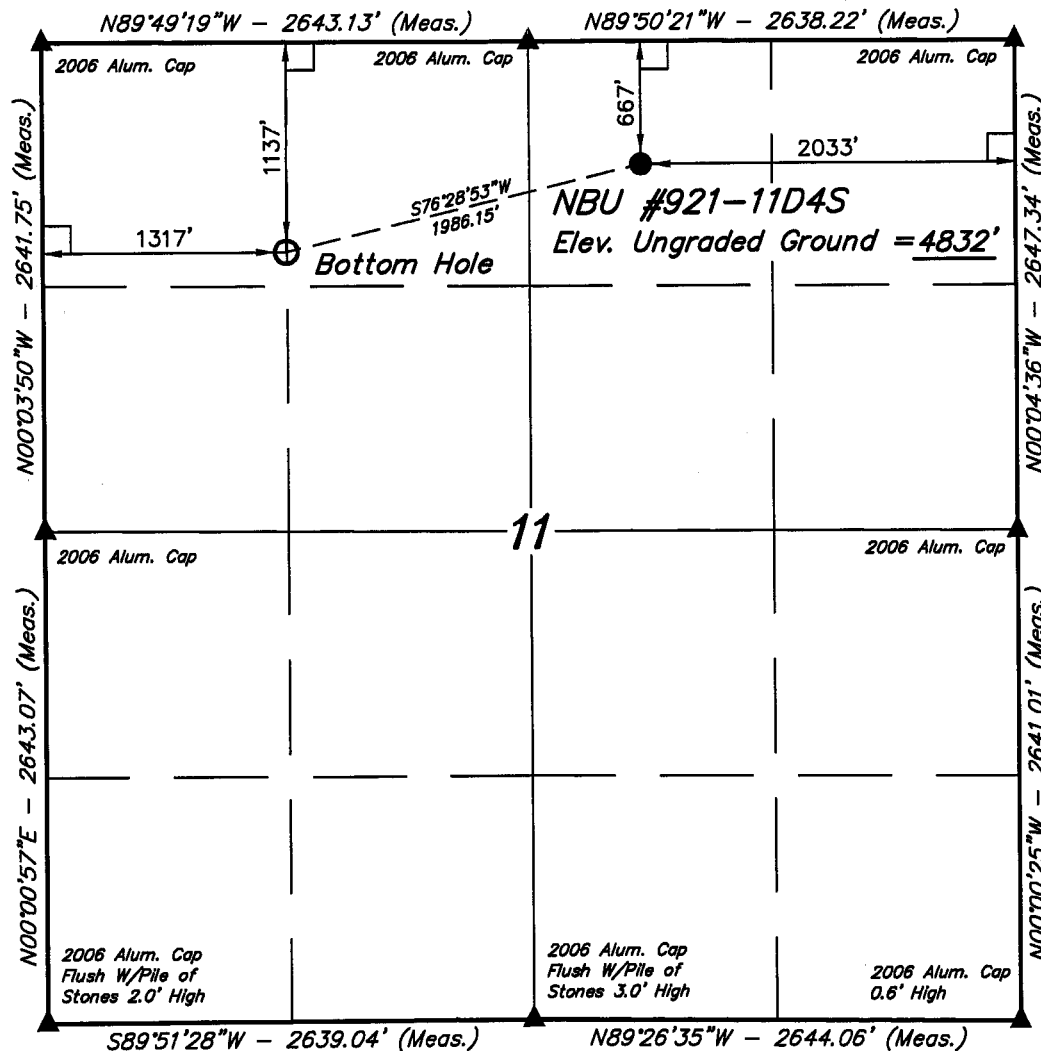 N89°49'19"W - 2643.13' (Meas.)
N89°50'21"W - 2638.22' (Meas.)
2006 Alum. Cap
2006 Alum. Cap
2006 Alum. Cap
N00°03'50"W - 2641.75' (Meas.)
1137'
667'
2033'
N00°04'36"W - 2647.34' (Meas.)
S76°28'53"W
1986.15'
NBU #921-11D4S
Elev. Ungraded Ground = 4832'
1317'
Bottom Hole
11
2006 Alum. Cap
2006 Alum. Cap
N00°00'57"E - 2643.07' (Meas.)
N00°00'25"W - 2641.01' (Meas.)
2006 Alum. Cap
Flush W/Pile of
Stones 2.0' High
2006 Alum. Cap
Flush W/Pile of
Stones 3.0' High
2006 Alum. Cap
0.6' High
S89°51'28"W - 2639.04' (Meas.)
N89°26'35"W - 2644.06' (Meas.)